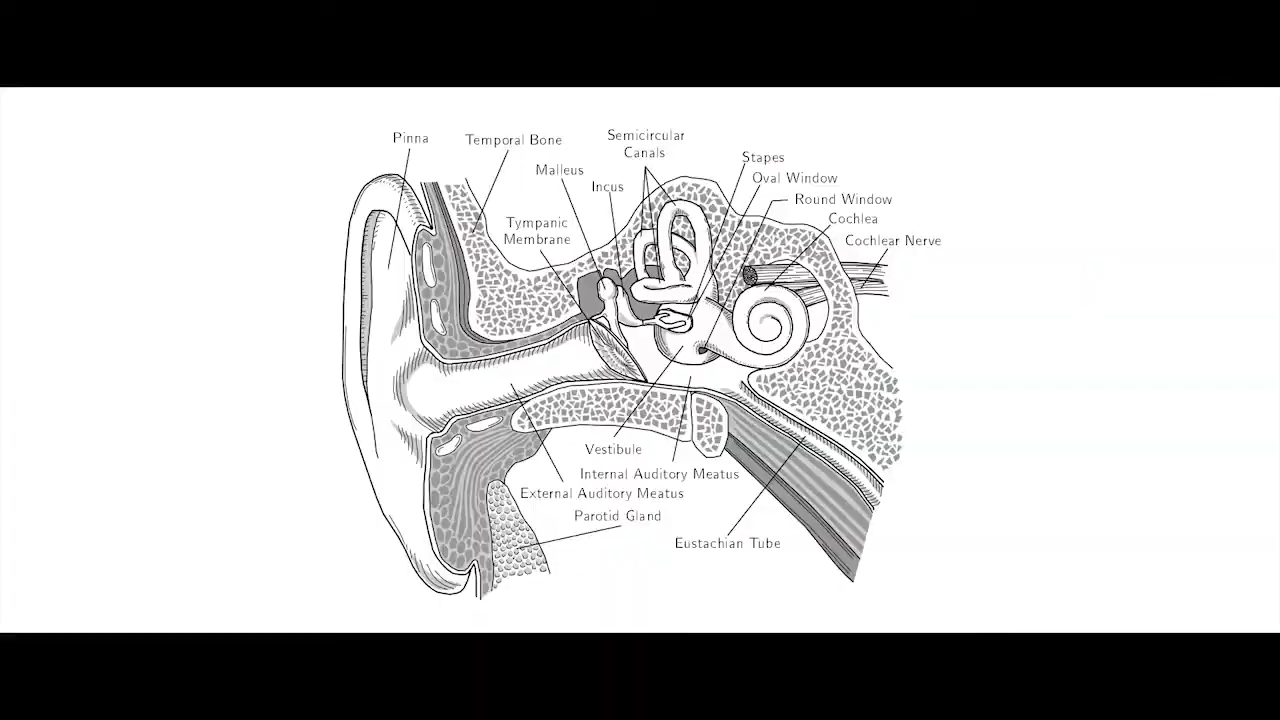 Pinna
Temporal Bone
Semicircular
Canals
Malleus
Incus
Stapes
Oval Window
Round Window
Cochlea
Cochlear Nerve
Tympanic
Membrane
Vestibule
Internal Auditory Meatus
External Auditory Meatus
Parotid Gland
Eustachian Tube